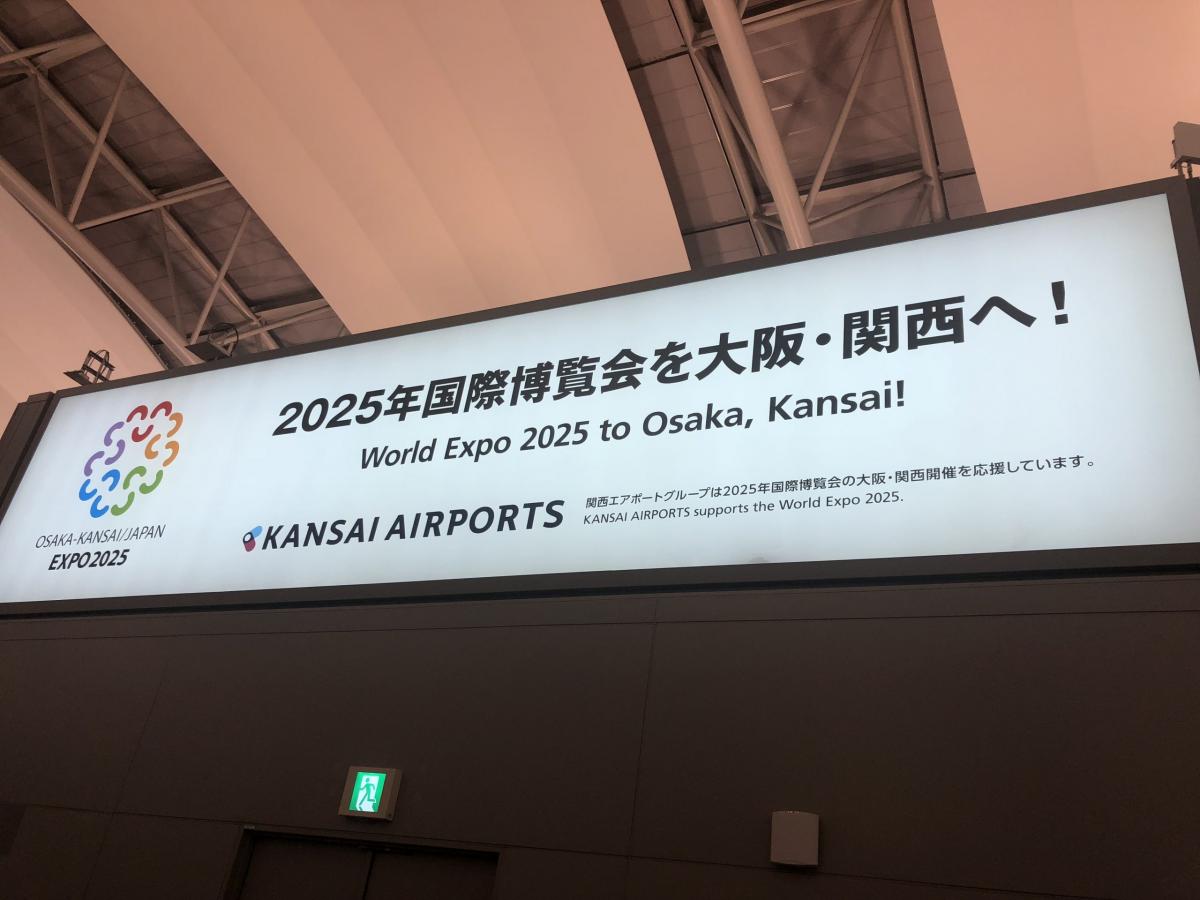 2025年国際博覧会を大阪・関西へ!
World Expo 2025 to Osaka, Kansai!
OSAKA-KANSAI/JAPAN
EXPO2025
KANSAI AIRPORTS
関西エアポートグループは2025年国際博覧会の大阪・関西開催を応援しています。
KANSAI AIRPORTS supports the World Expo 2025.